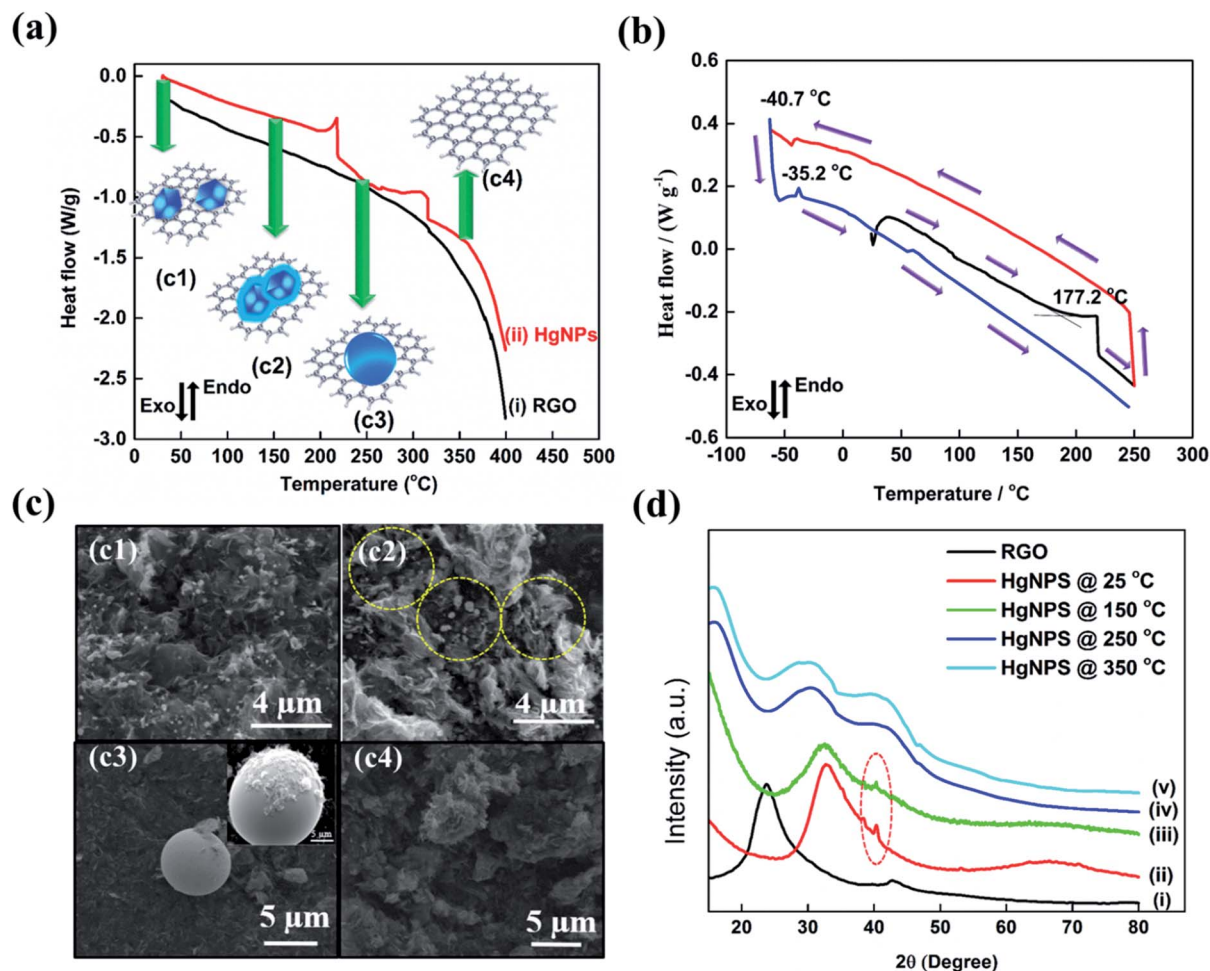 (a)
0.0
-0.5
-1.0
-1.5
-2.0
-2.5
-3.0
Heat flow (W/g)
(c1)
(c2)
(c3)
(c4)
(ii) HgNPs
(i) RGO
Exo
Endo
0 50 100 150 200 250 300 350 400 450 500
Temperature (°C)
(b)
0.4
0.2
0.0
-0.2
-0.4
-0.6
Heat flow / (W g-1)
-40.7 °C
-35.2 °C
177.2 °C
Exo
Endo
-100 -50 0 50 100 150 200 250 300
Temperature / °C
(c)
(c1)
4 µm
(c2)
4 µm
(c3)
5 µm
5 µm
(c4)
5 µm
(d)
Intensity (a.u.)
RGO
HgNPS @ 25 °C
HgNPS @ 150 °C
HgNPS @ 250 °C
HgNPS @ 350 °C
(v)
(iv)
(iii)
(ii)
(i)
20 30 40 50 60 70 80
2θ (Degree)